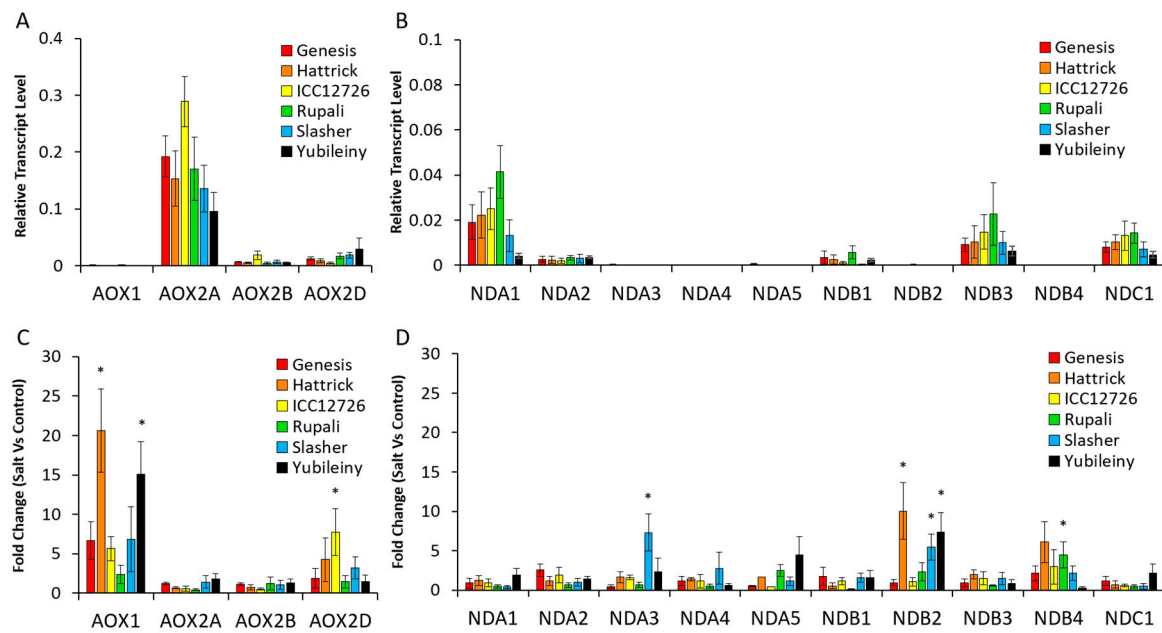 A
Relative Transcript Level
0.4
0.3
0.2
0.1
0
Genesis
Hattrick
ICC12726
Rupali
Slasher
Yubileiny
AOX1 AOX2A AOX2B AOX2D
B
Relative Transcript Level
0.1
0.08
0.06
0.04
0.02
0
Genesis
Hattrick
ICC12726
Rupali
Slasher
Yubileiny
NDA1 NDA2 NDA3 NDA4 NDA5 NDB1 NDB2 NDB3 NDB4 NDC1
C
Fold Change (Salt Vs Control)
30
25
20
15
10
5
0
Genesis
Hattrick
ICC12726
Rupali
Slasher
Yubileiny
* * *
AOX1 AOX2A AOX2B AOX2D
D
Fold Change (Salt Vs Control)
30
25
20
15
10
5
0
Genesis
Hattrick
ICC12726
Rupali
Slasher
Yubileiny
* * * * *
NDA1 NDA2 NDA3 NDA4 NDA5 NDB1 NDB2 NDB3 NDB4 NDC1